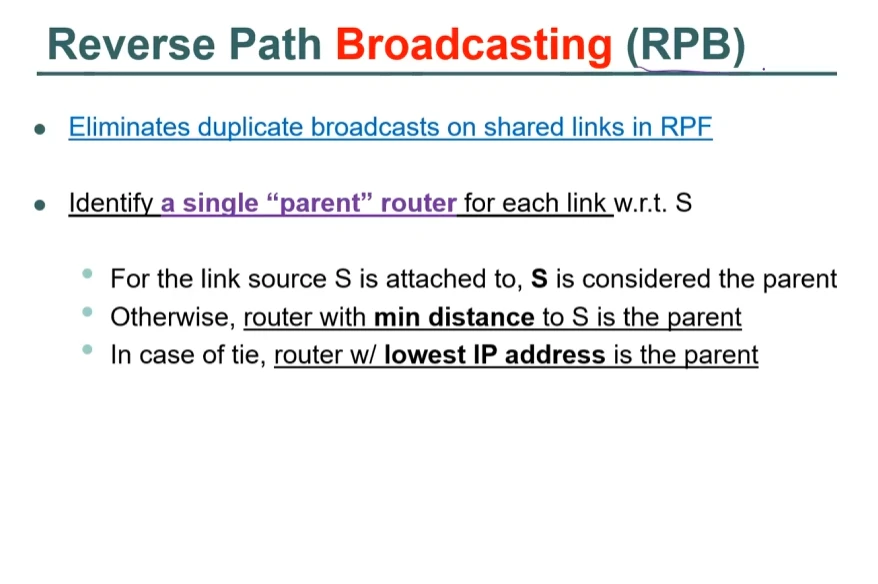 Reverse Path Broadcasting (RPB)
• Eliminates duplicate broadcasts on shared links in RPF
• Identify a single “parent” router for each link w.r.t. S
• For the link source S is attached to, S is considered the parent
• Otherwise, router with min distance to S is the parent
• In case of tie, router w/ lowest IP address is the parent